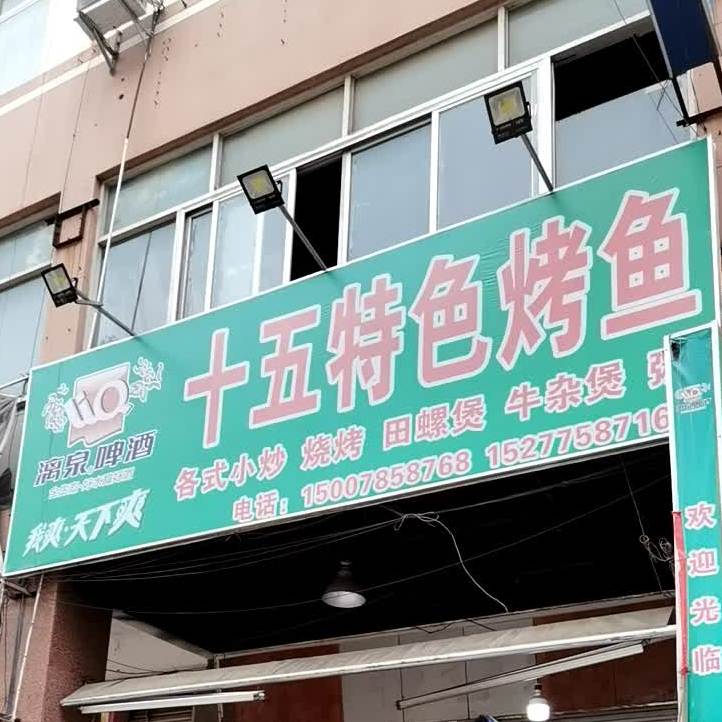 十五特色烤鱼
漓泉啤酒
我爽·天下爽
各式小炒 烧烤 田螺煲 牛杂煲
电话：15007858768 1527758716
欢迎光临